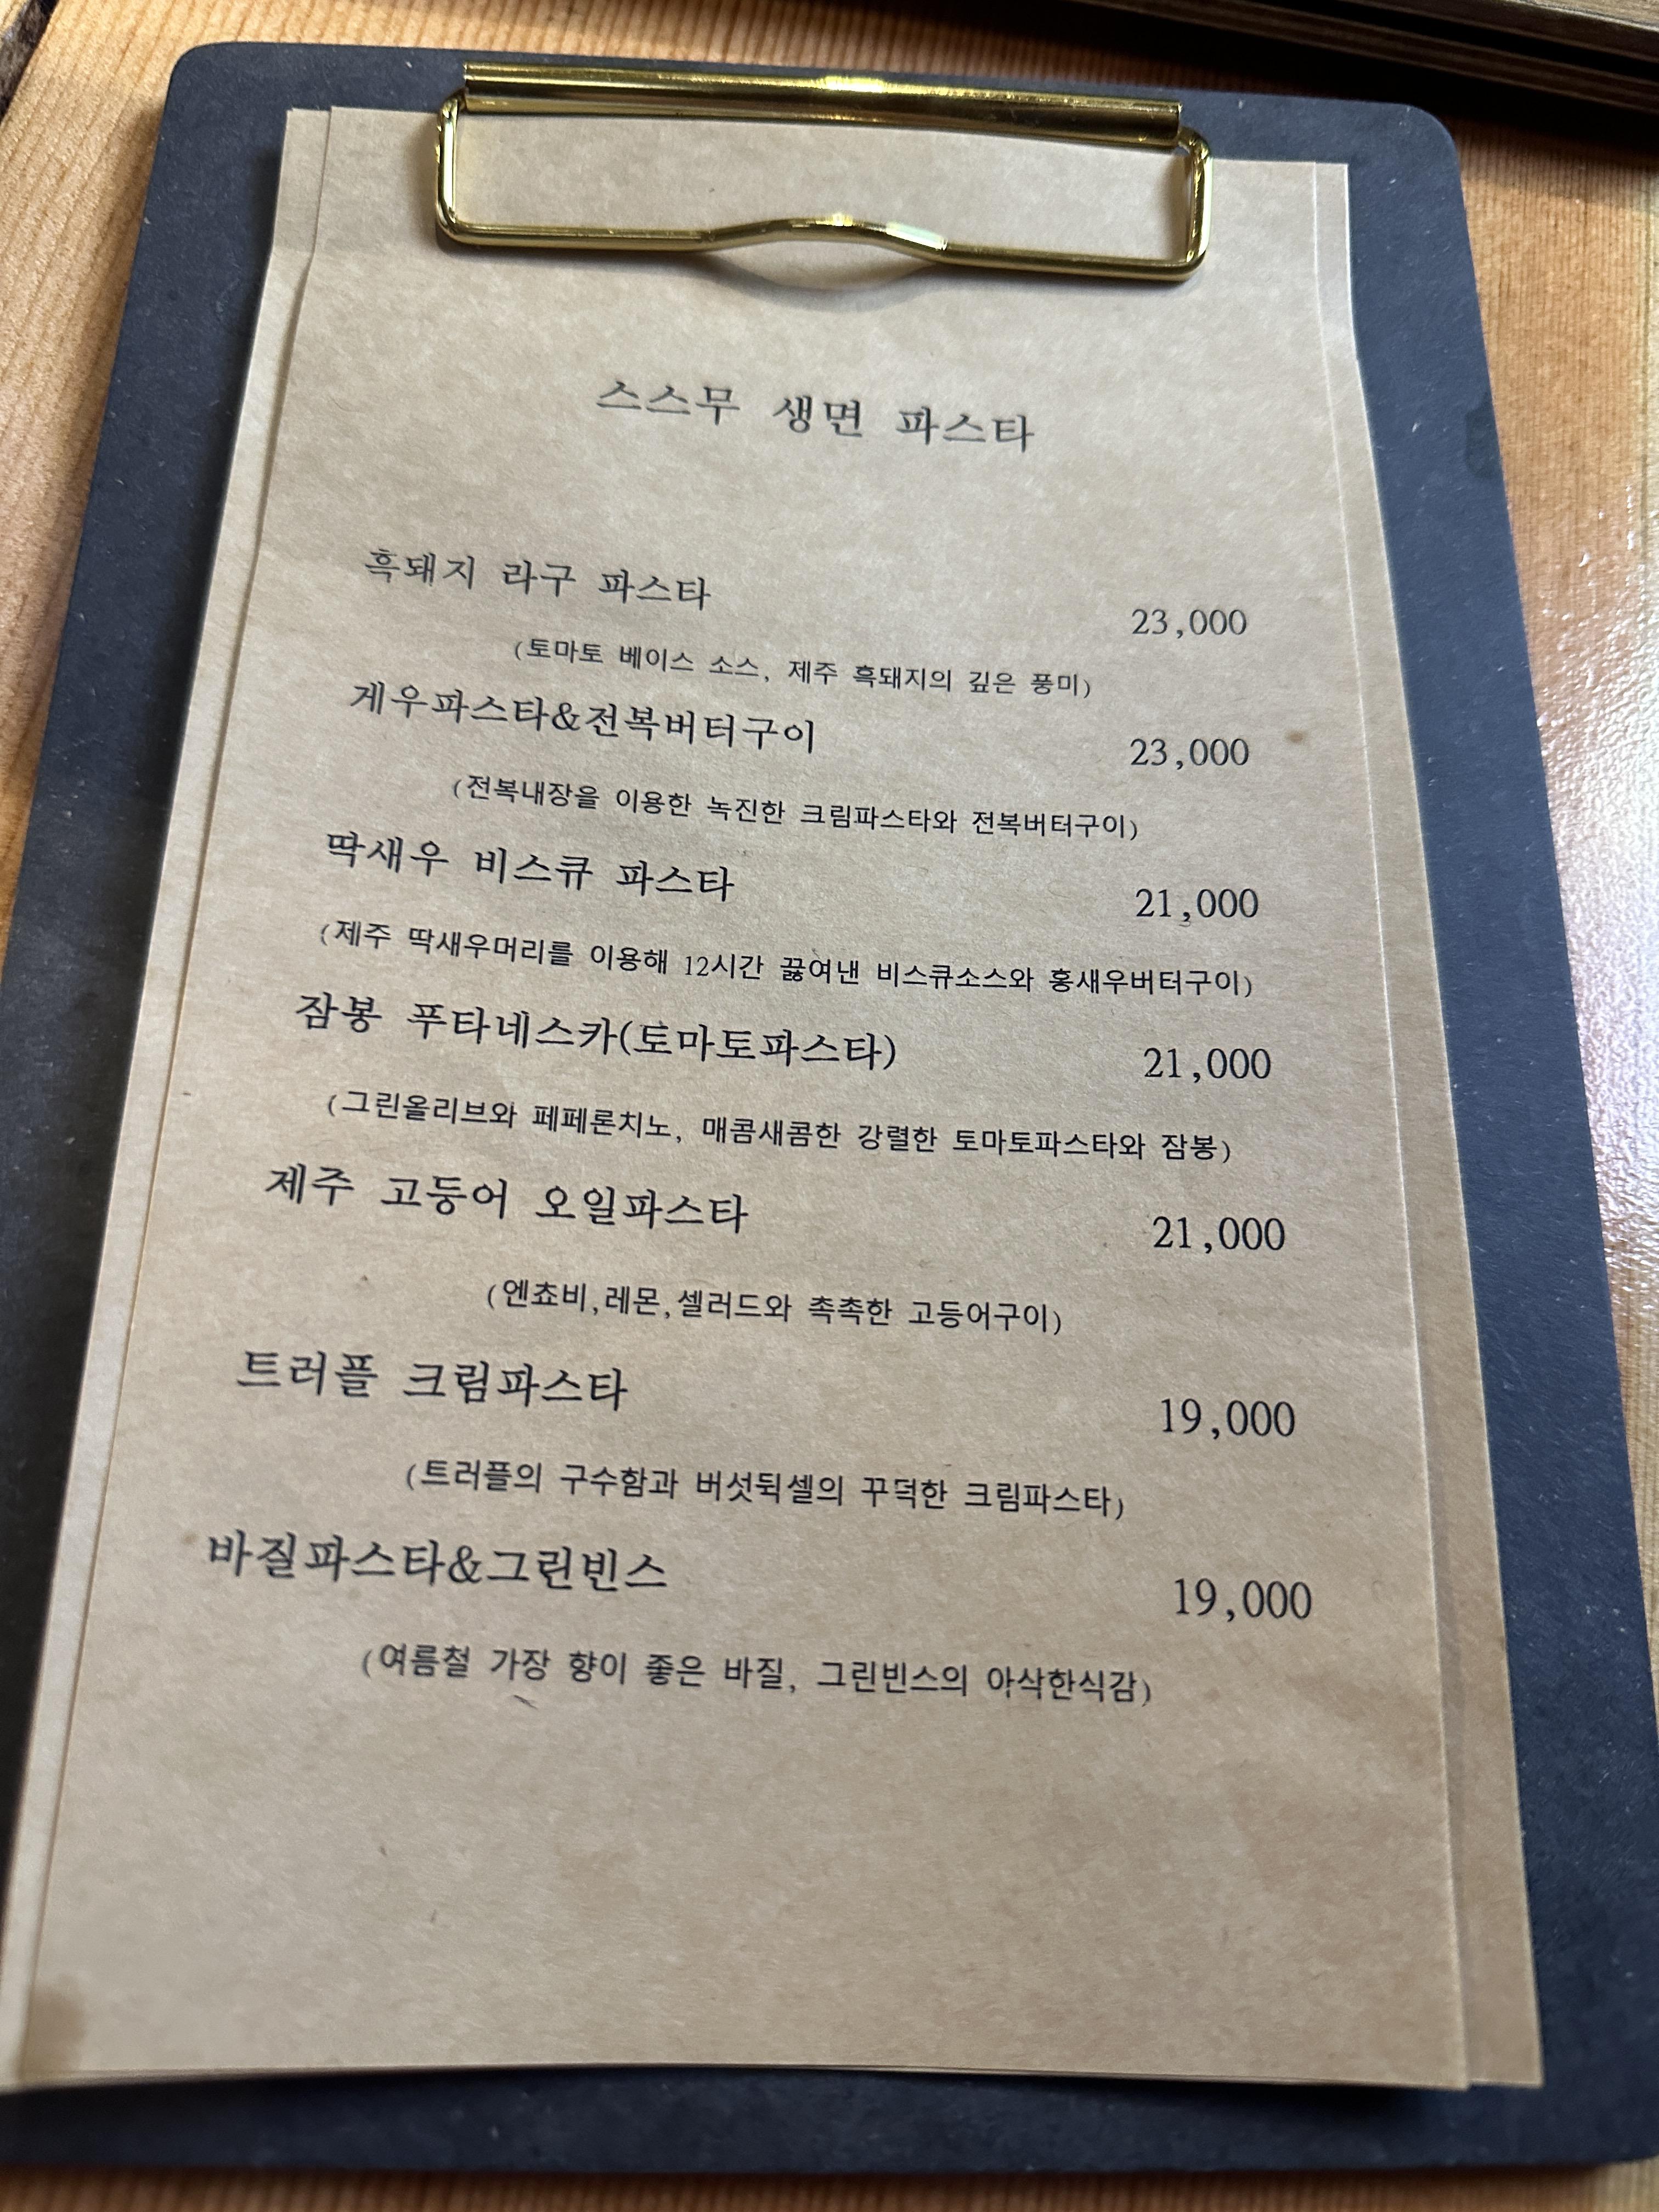 스스무 생면 파스타
흑돼지 라구 파스타 23,000
(토마토 베이스 소스, 제주 흑돼지의 깊은 풍미)
게우파스타&전복버터구이 23,000
(전복내장을 이용한 녹진한 크림파스타와 전복버터구이)
딱새우 비스큐 파스타 21,000
(제주 딱새우머리를 이용해 12시간 끓여낸 비스큐소스와 홍새우버터구이)
잠봉 푸타네스카(토마토파스타) 21,000
(그린올리브와 페페론치노, 매콤새콤한 강렬한 토마토파스타와 잠봉)
제주 고등어 오일파스타 21,000
(엔쵸비,레몬,셀러드와 촉촉한 고등어구이)
트러플 크림파스타 19,000
(트러플의 구수함과 버섯뒥셀의 꾸덕한 크림파스타)
바질파스타&그린빈스 19,000
(여름철 가장 향이 좋은 바질, 그린빈스의 아삭한식감)